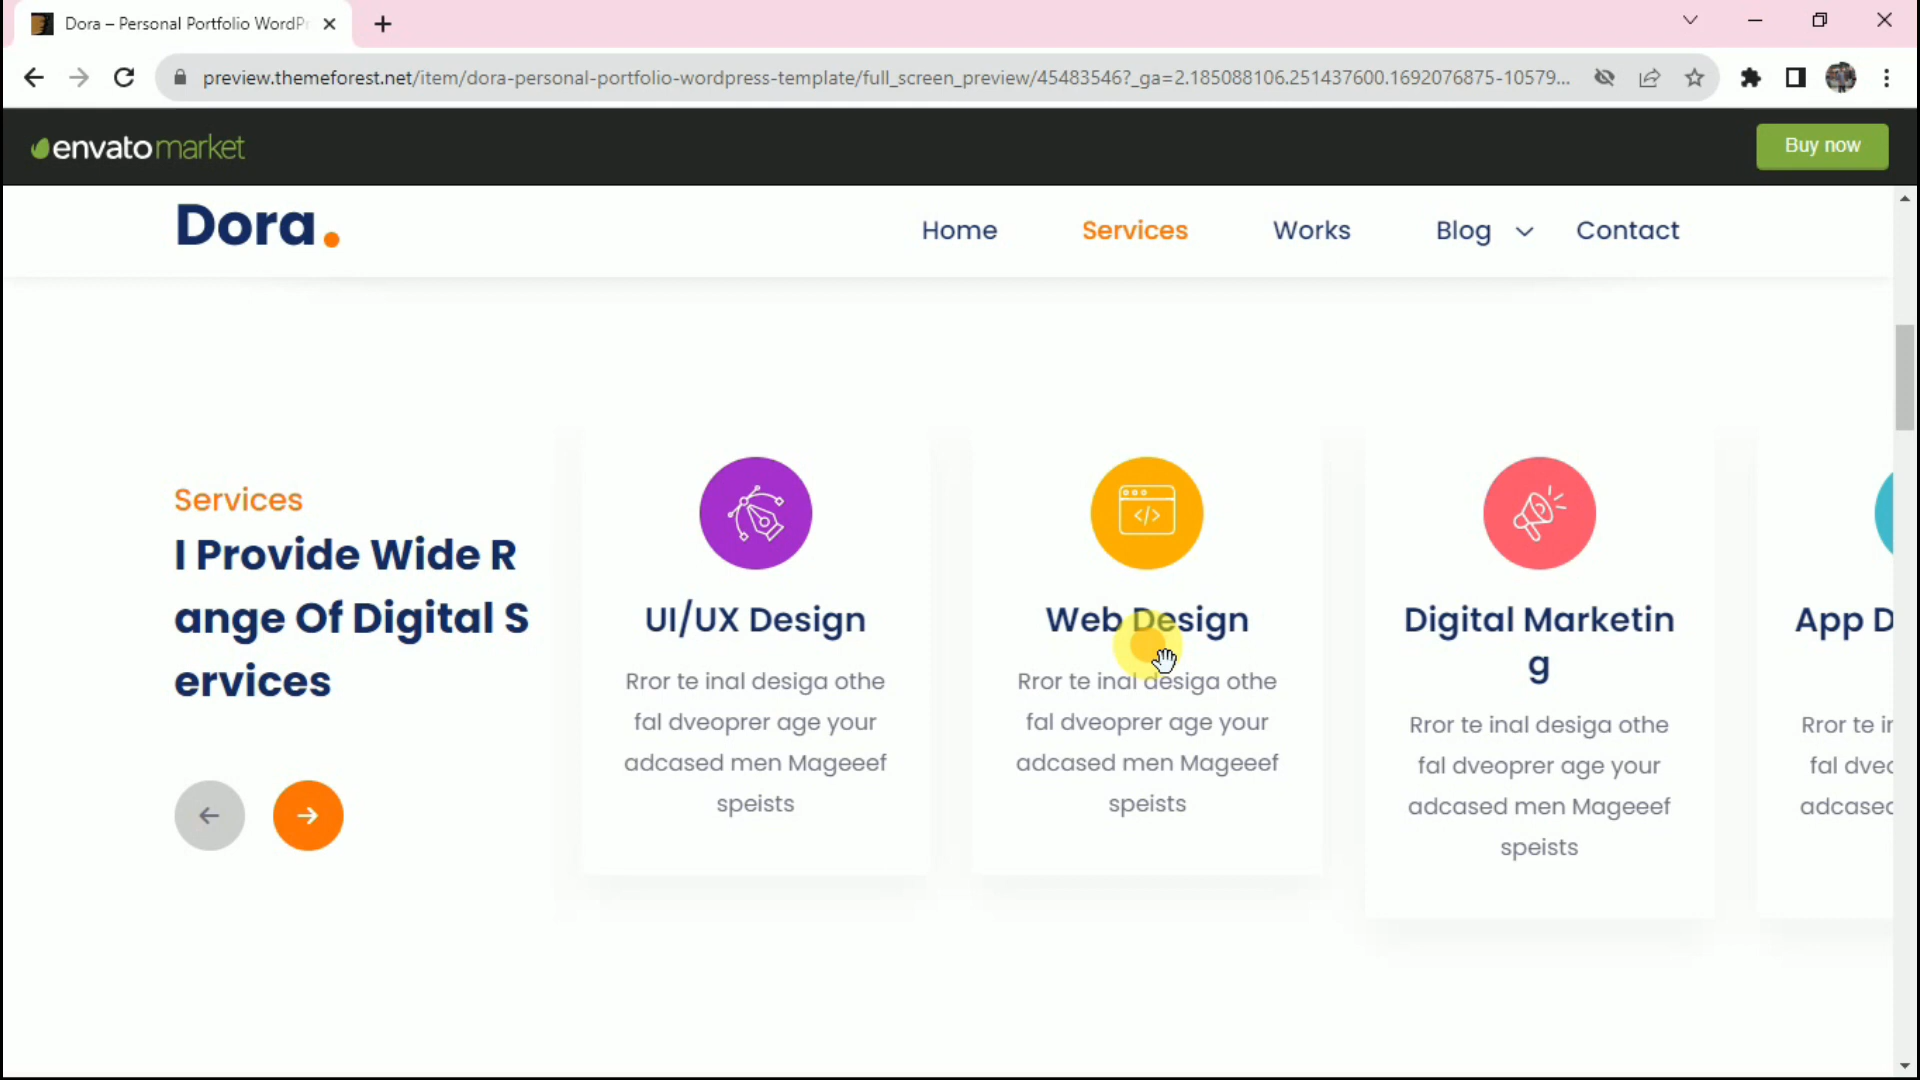 Dora – Personal Portfolio WordPr
preview.themeforest.net/item/dora-personal-portfolio-wordpress-template/full_screen_preview/45483546?_ga=2.185088106.251437600.1692076875-10579...
envatomarket
Buy now
Dora.
Home
Services
Works
Blog
Contact
Services
I Provide Wide R
ange Of Digital S
ervices
UI/UX Design
Rror te inal desiga othe
fal dveoprer age your
adcased men Mageeef
speists
</>
Web Design
Rror te inal desiga othe
fal dveoprer age your
adcased men Mageeef
speists
Digital Marketin
g
Rror te inal desiga othe
fal dveoprer age your
adcased men Mageeef
speists
App D
Rror te in
fal dveo
adcased